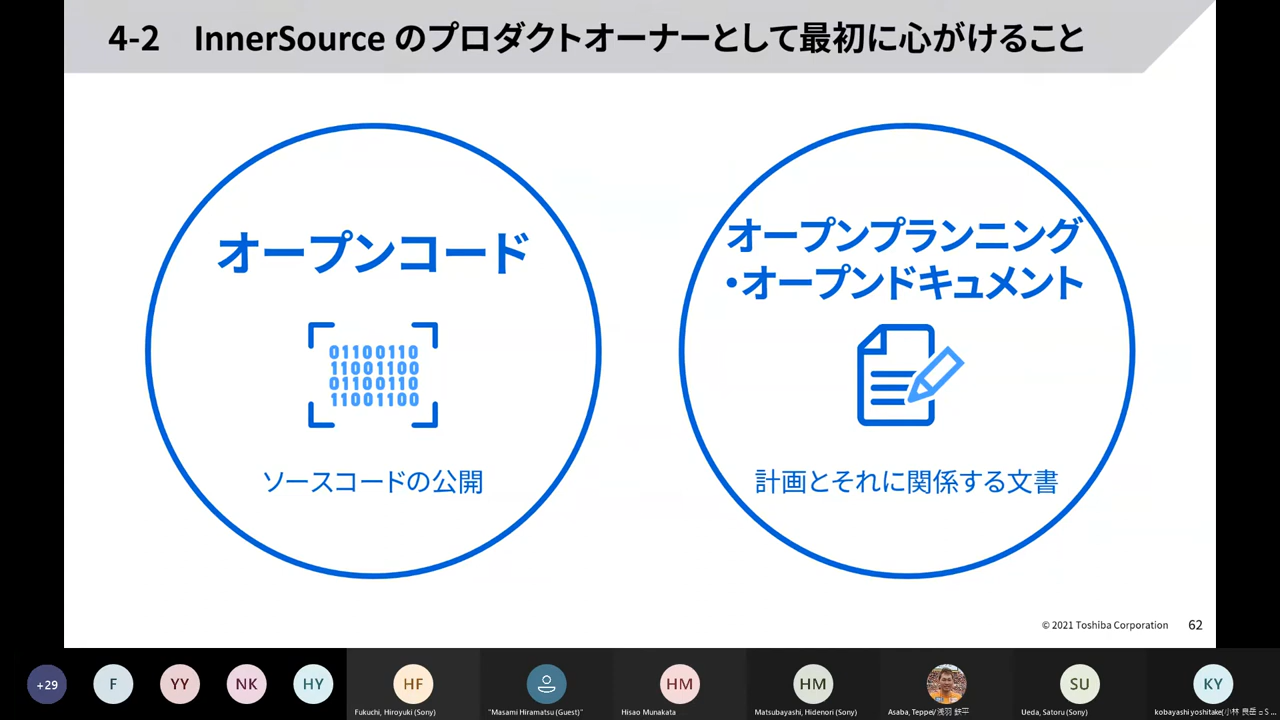 4-2 InnerSource のプロダクトオーナーとして最初に心がけること
オープンコード
01100110
11001100
01100110
11001100
ソースコードの公開
オープンプランニング
・オープンドキュメント
計画とそれに関係する文書
© 2021 Toshiba Corporation 62
+29
F
YY
NK
HY
HF
HM
HM
SU
KY
Fukuchi, Hiroyuki (Sony)
"Masami Hiramatsu (Guest)"
Hisao Munakata
Matsubayashi, Hidenori (Sony)
Asaba, Teppei/浅羽 鉄平
Ueda, Satoru (Sony)
kobayashi yoshitake(小林 良岳 □S...